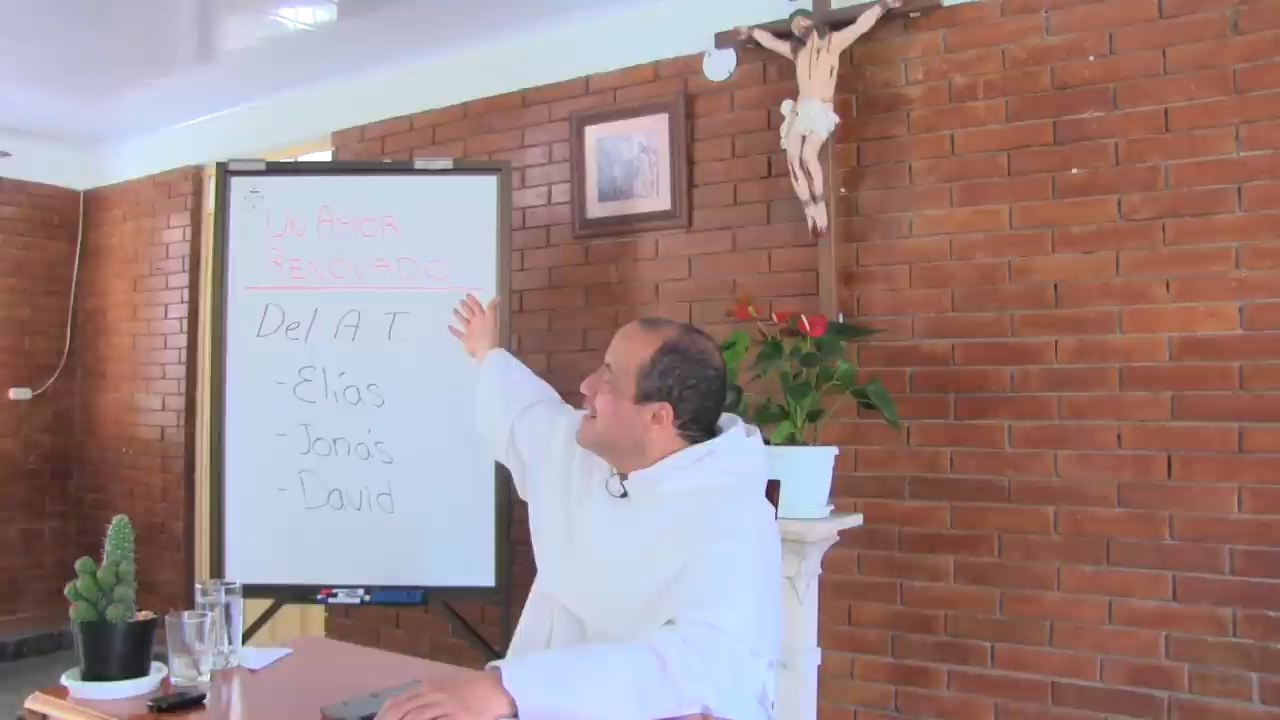 UN AMOR
RENOVADO
Del A T.
- Elías
- Jonás
- David